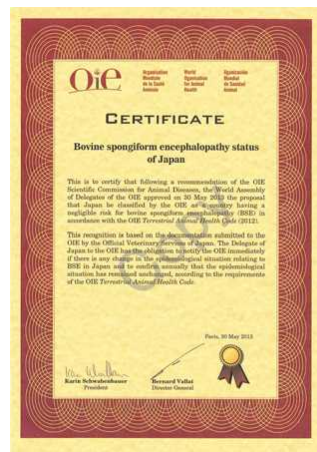 OiE
Organisation Mondiale de la Santé Animale
World Organisation for Animal Health
Organización Mundial de Sanidad Animal
CERTIFICATE
Bovine spongiform encephalopathy status
of Japan
This is to certify that following a recommendation of the OIE
Scientific Commission for Animal Diseases, the World Assembly
of Delegates of the OIE approved on 30 May 2013 the proposal
that Japan be classified by the OIE as a country having a
negligible risk for bovine spongiform encephalopathy (BSE) in
accordance with the OIE Terrestrial Animal Health Code (2012).
This recognition is based on the documentation submitted to the
OIE by the Official Veterinary Services of Japan. The Delegate of
Japan to the OIE has the obligation to notify the OIE immediately
if there is any change in the epidemiological situation relating to
BSE in Japan and to confirm annually that the epidemiological
situation has remained unchanged, according to the requirements
of the OIE Terrestrial Animal Health Code.
Paris, 30 May 2013
Karin Schwabenbauer
President
Bernard Vallat
Director General